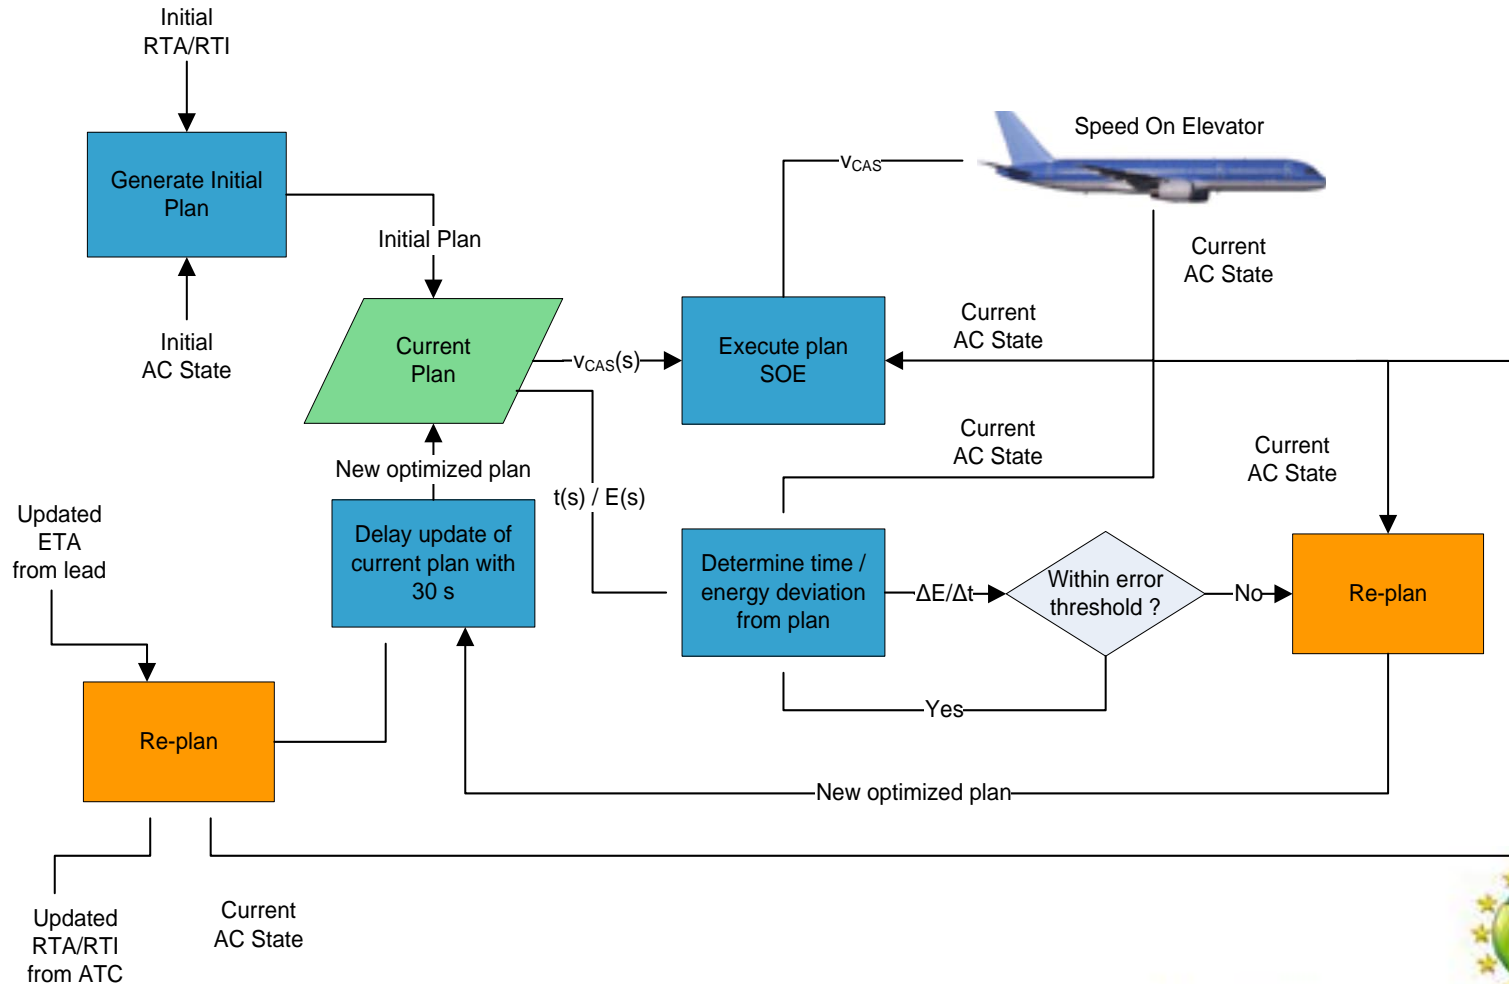 Initial
RTA/RTI
Generate Initial
Plan
Initial
AC State
Initial Plan
Current
Plan
vCAS(s)
Execute plan
SOE
vCAS
Speed On Elevator
Current
AC State
Current
AC State
Current
AC State
Current
AC State
New optimized plan
t(s) / E(s)
Delay update of
current plan with
30 s
Updated
ETA
from lead
Determine time /
energy deviation
from plan
ΔE/Δt
Within error
threshold ?
No
Re-plan
Yes
Re-plan
New optimized plan
Updated
RTA/RTI
from ATC
Current
AC State